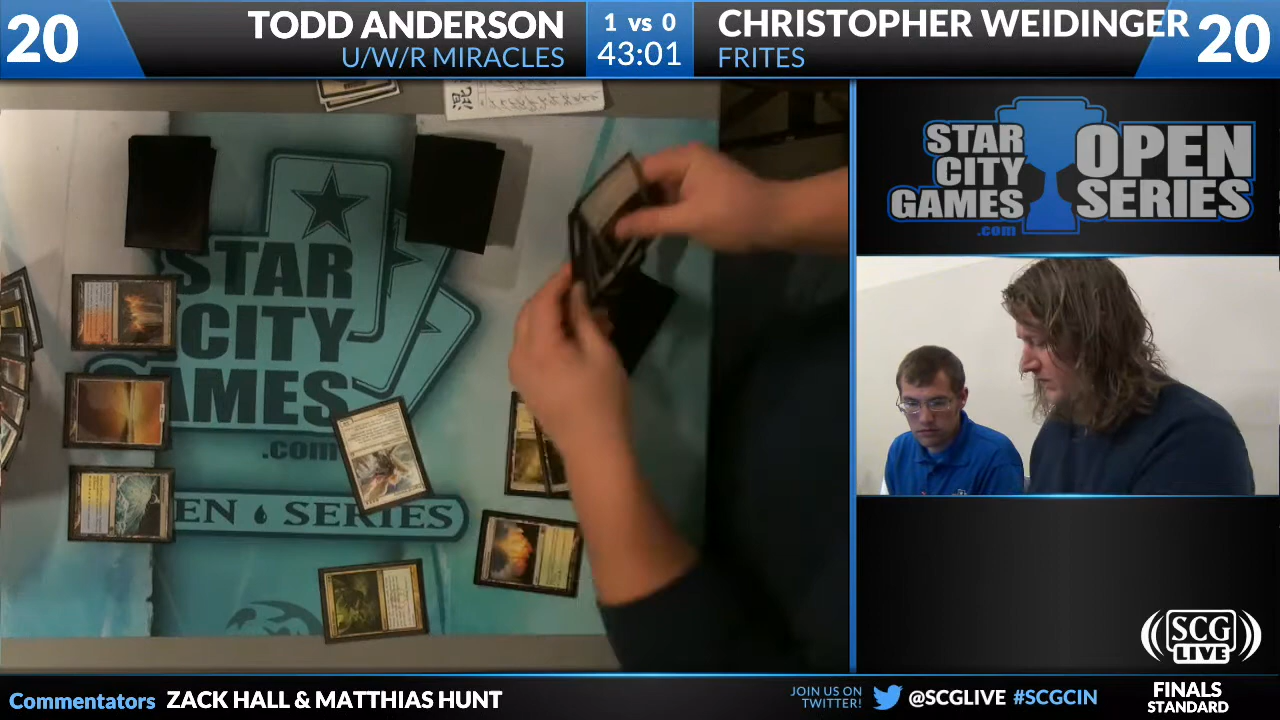 20
TODD ANDERSON
U/W/R MIRACLES
1 vs 0
43:01
CHRISTOPHER WEIDINGER
FRITES
20
STAR
CITY
GAMES
.com
OPEN
SERIES
STAR
CITY
GAMES
.com
EN SERIES
SCG
LIVE
Commentators ZACK HALL & MATTHIAS HUNT
JOIN US ON
TWITTER!
@SCGLIVE #SCGCIN
FINALS
STANDARD